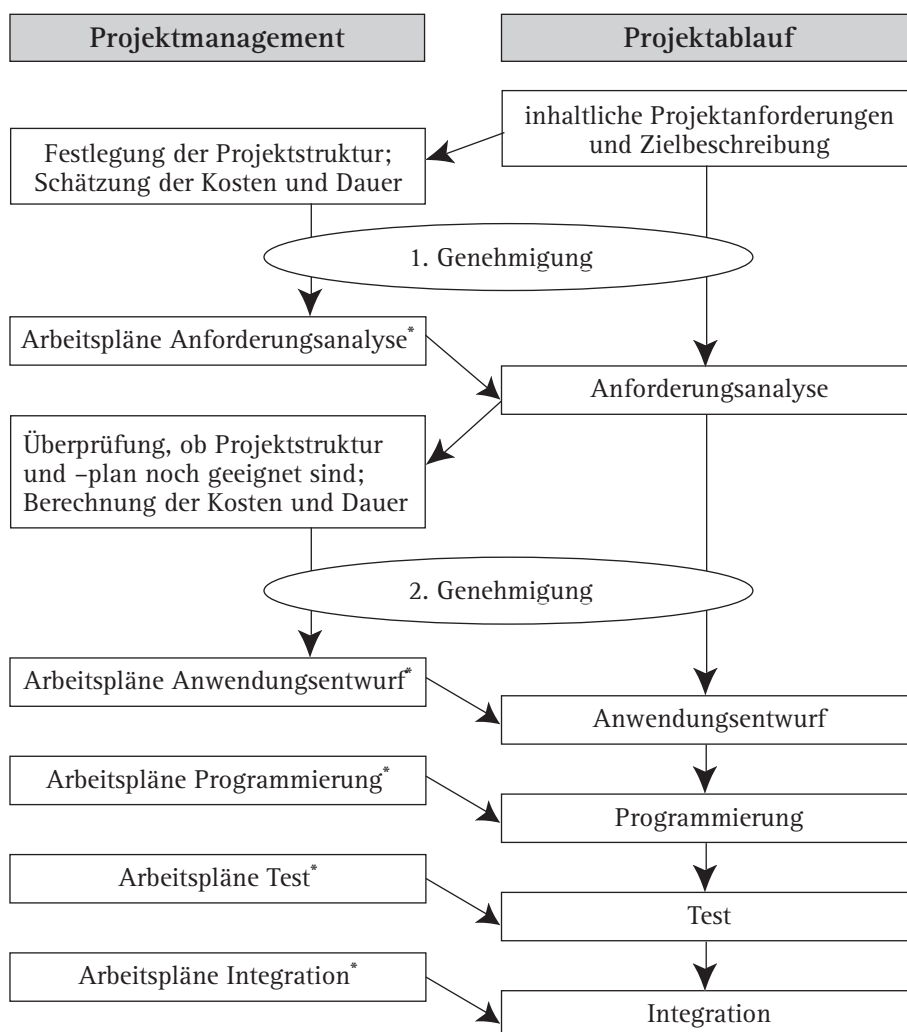 Projektmanagement
Projektablauf
inhaltliche Projektanforderungen
und Zielbeschreibung
Festlegung der Projektstruktur;
Schätzung der Kosten und Dauer
1. Genehmigung
Arbeitspläne Anforderungsanalyse*
Anforderungsanalyse
Überprüfung, ob Projektstruktur
und –plan noch geeignet sind;
Berechnung der Kosten und Dauer
2. Genehmigung
Arbeitspläne Anwendungsentwurf*
Anwendungsentwurf
Arbeitspläne Programmierung*
Programmierung
Arbeitspläne Test*
Test
Arbeitspläne Integration*
Integration